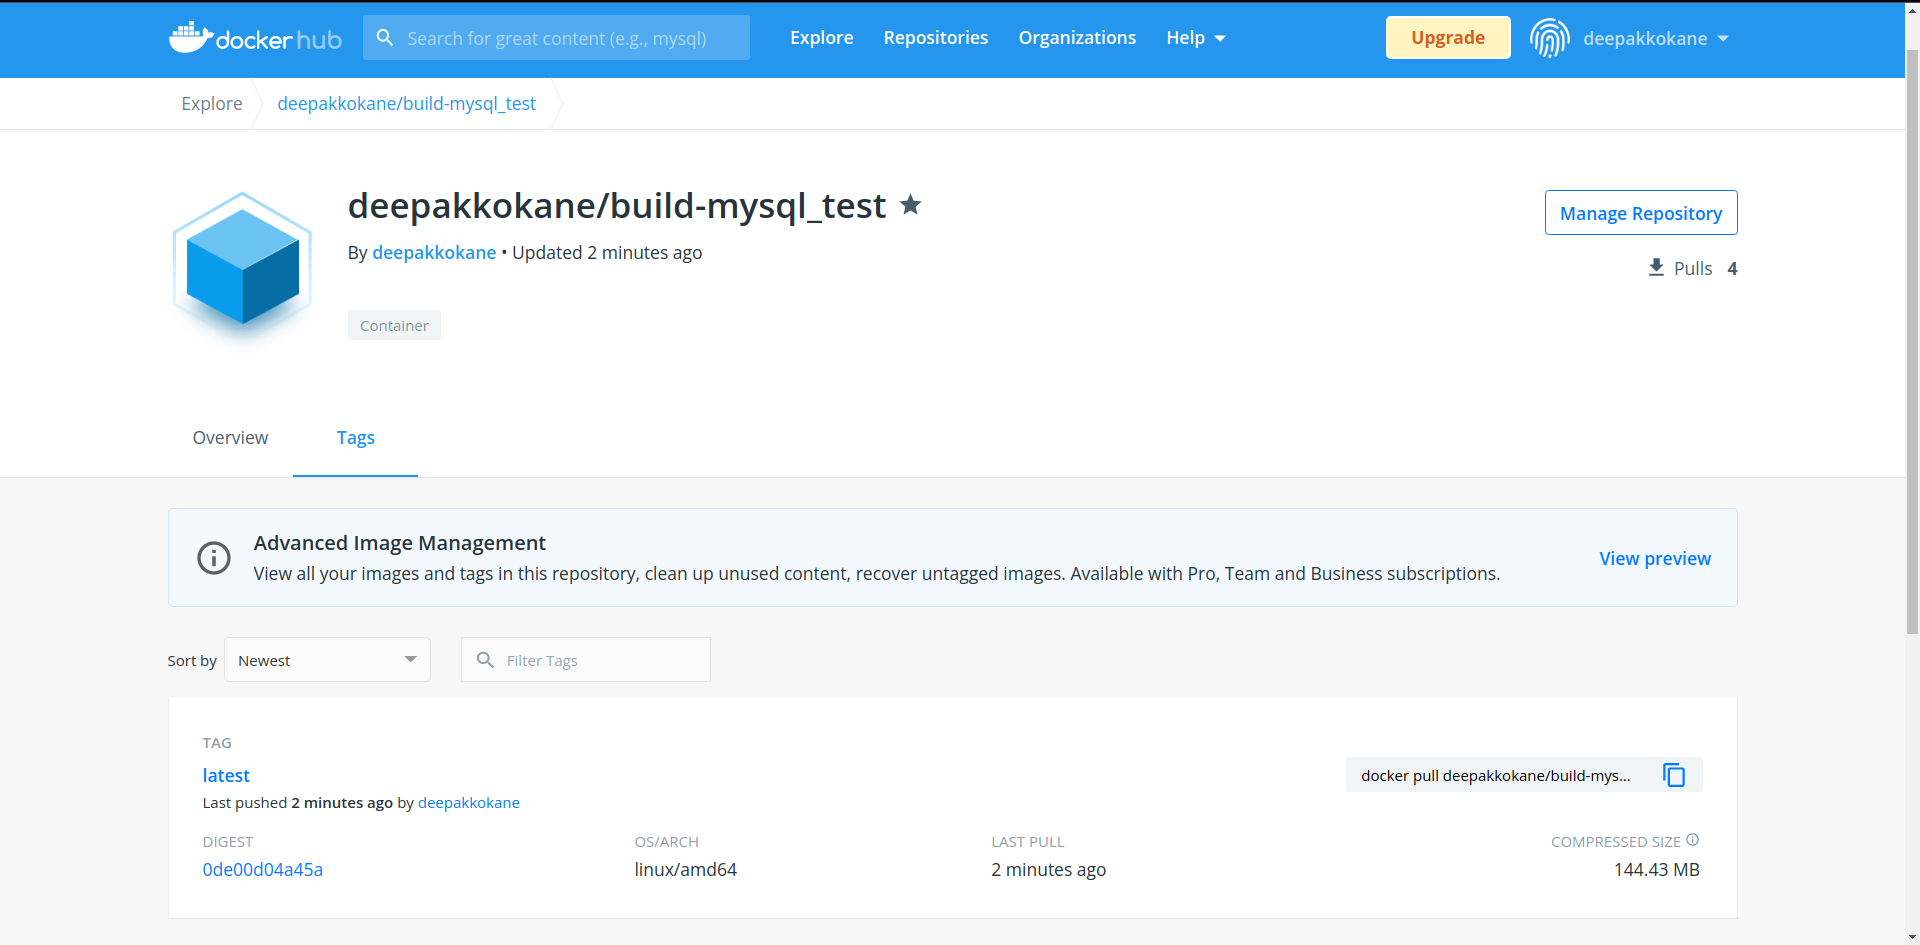 docker hub
Search for great content (e.g., mysql)
Explore
Repositories
Organizations
Help
Upgrade
deepakkokane
Explore
deepakkokane/build-mysql_test
deepakkokane/build-mysql_test
Manage Repository
By deepakkokane • Updated 2 minutes ago
Pulls 4
Container
Overview
Tags
Advanced Image Management
View all your images and tags in this repository, clean up unused content, recover untagged images. Available with Pro, Team and Business subscriptions.
View preview
Sort by
Newest
Filter Tags
TAG
latest
docker pull deepakkokane/build-mys...
Last pushed 2 minutes ago by deepakkokane
DIGEST
OS/ARCH
LAST PULL
COMPRESSED SIZE
0de00d04a45a
linux/amd64
2 minutes ago
144.43 MB